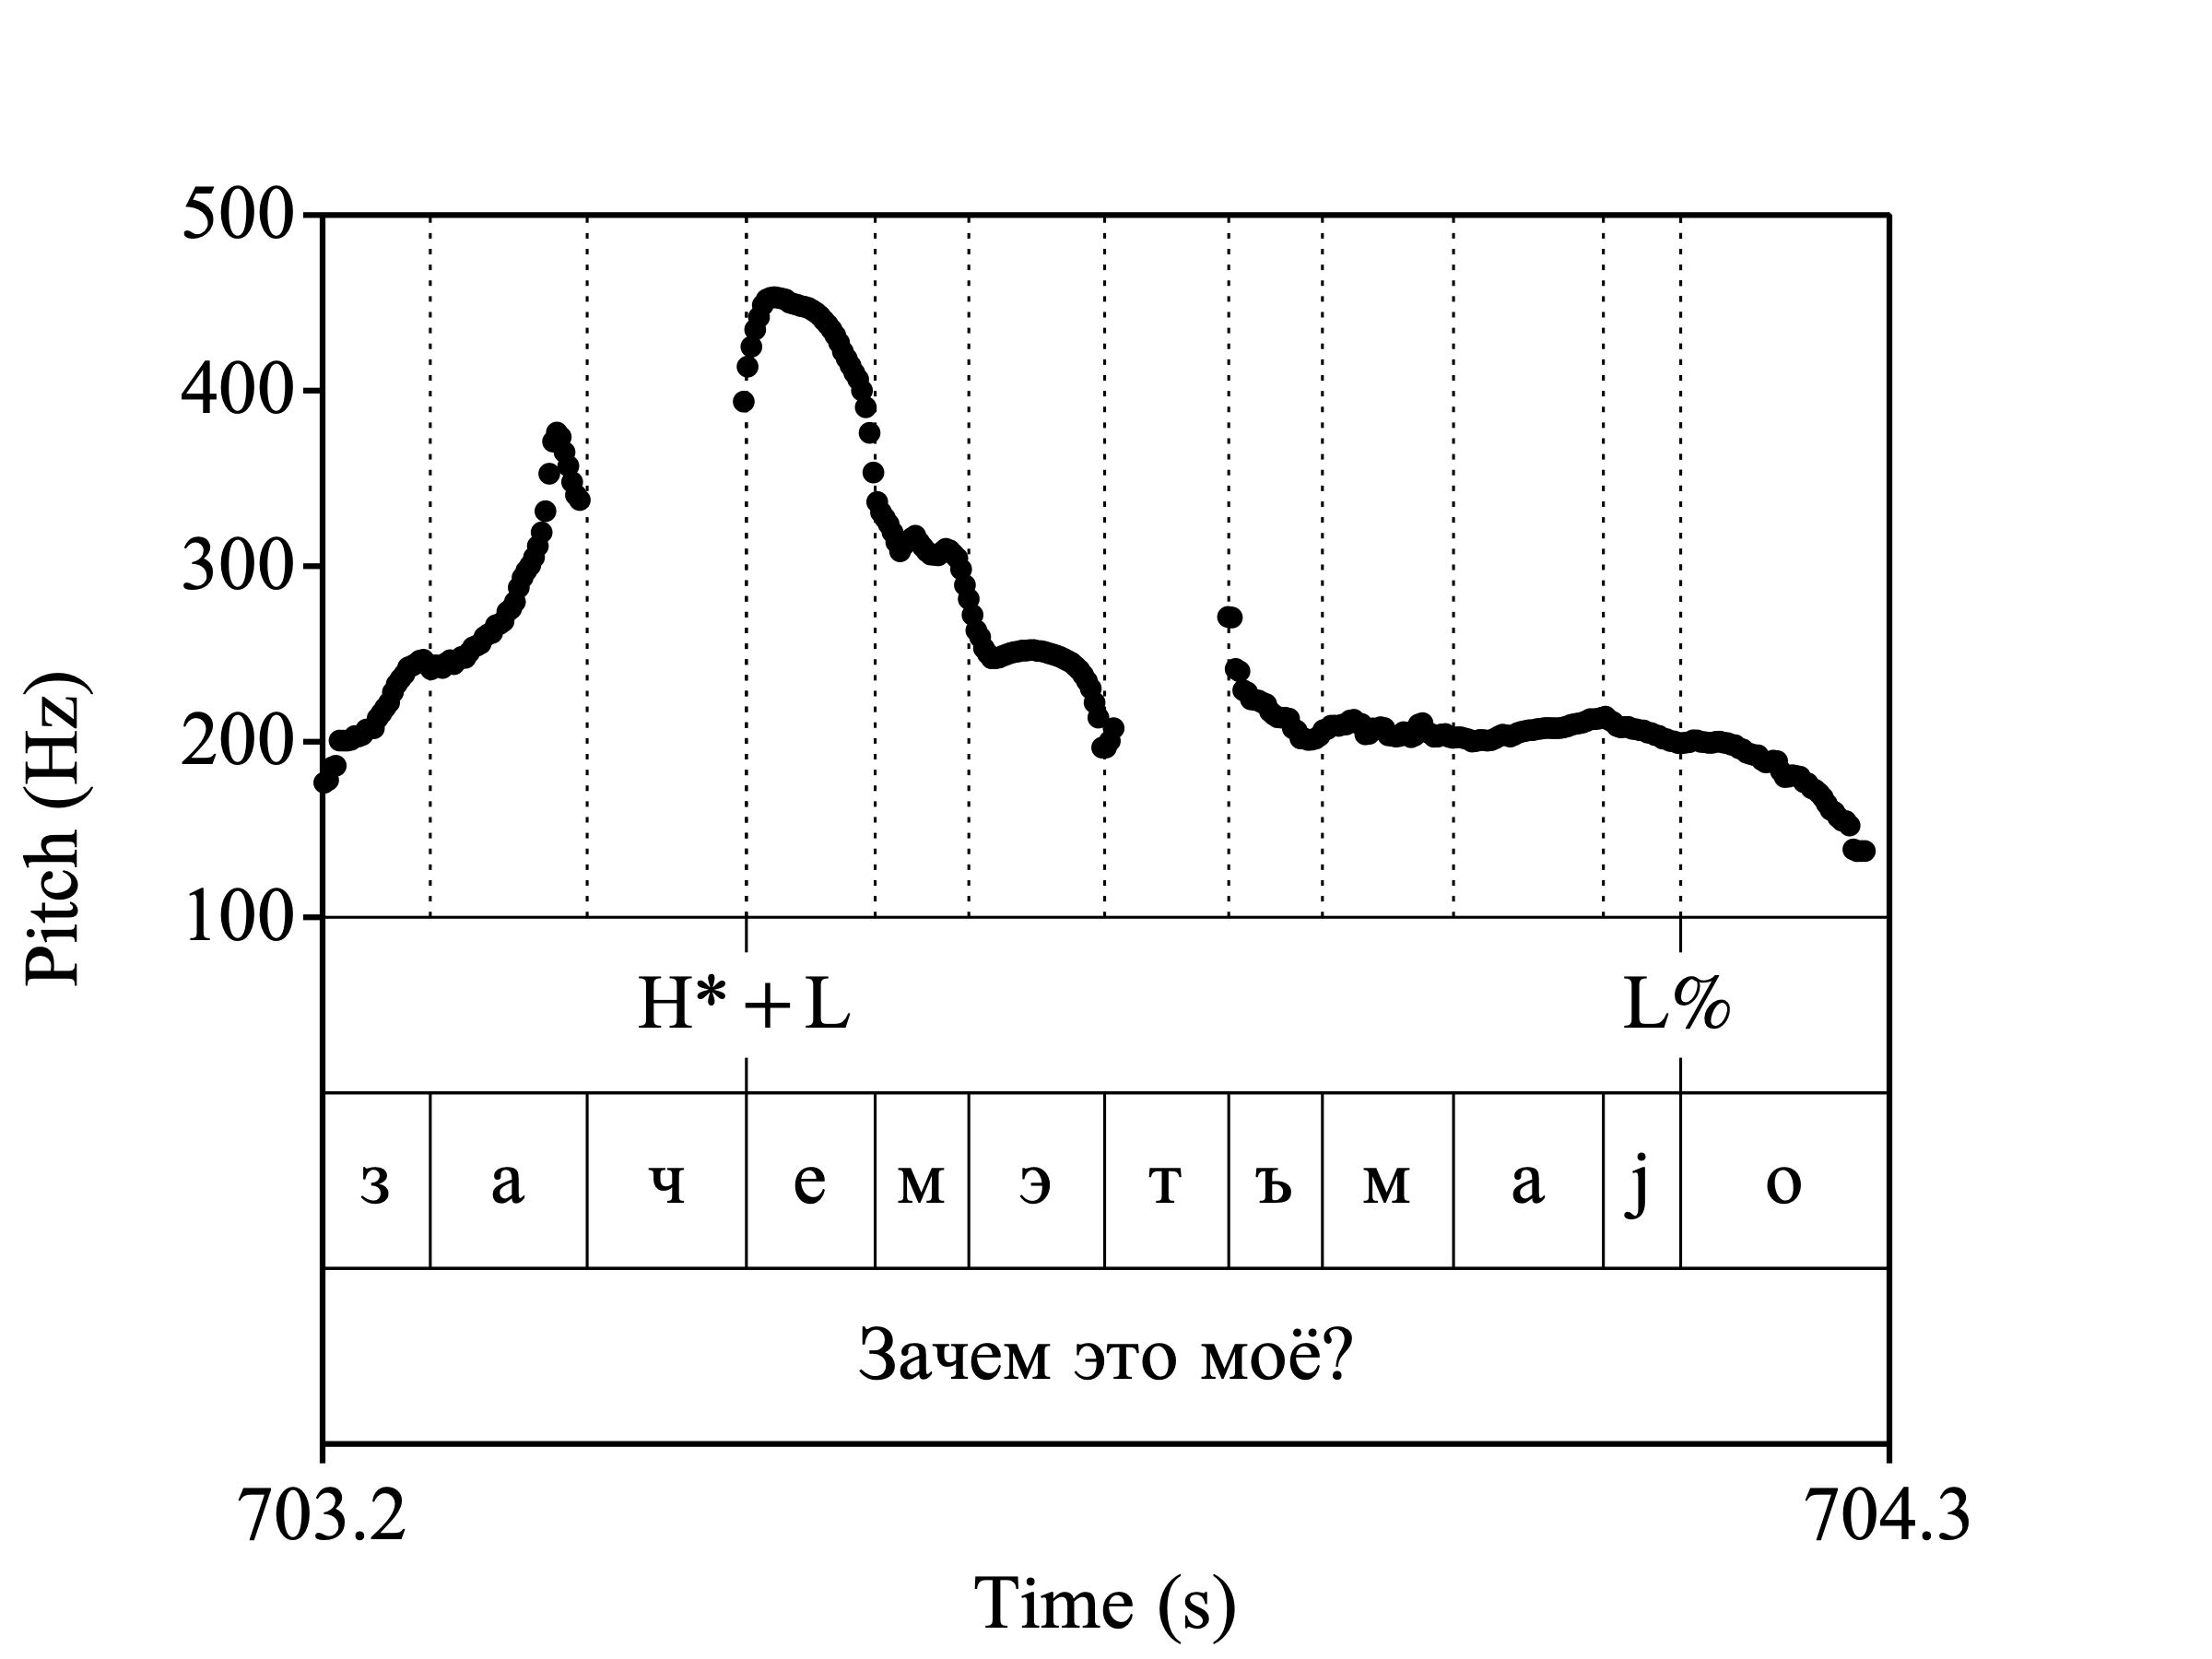 500
400
300
200
100
Pitch (Hz)
H*+L L%
з а ч е м э т ъ м а j о
Зачем это моё?
703.2 704.3
Time (s)